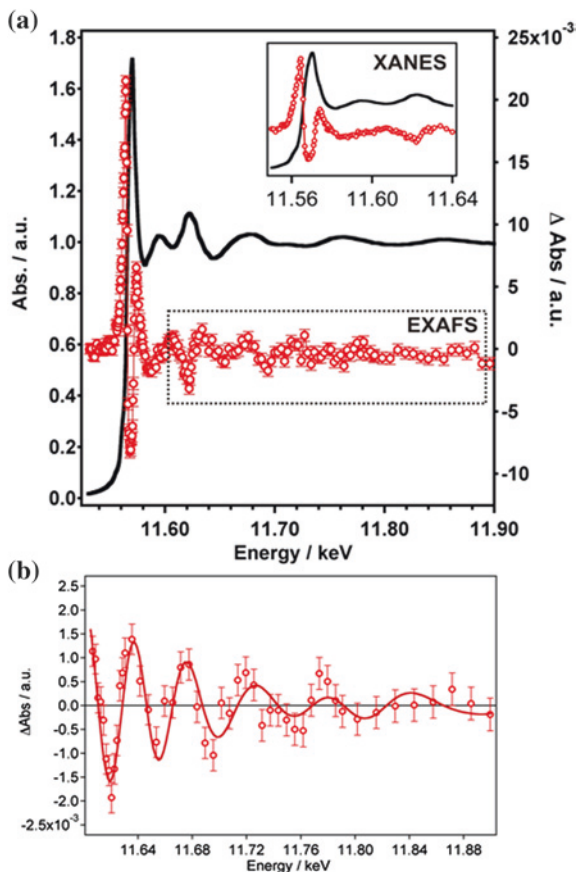 (a)
1.8
1.6
1.4
1.2
1.0
0.8
0.6
0.4
0.2
0.0
Abs. / a.u.
XANES
11.56 11.60 11.64
25x10-3
20
15
10
5
0
-5
-10
Δ Abs / a.u.
EXAFS
11.60 11.70 11.80 11.90
Energy / keV
(b)
2.5
2.0
1.5
1.0
0.5
0.0
-0.5
-1.0
-1.5
-2.0
-2.5x10-3
ΔAbs / a.u.
11.64 11.68 11.72 11.76 11.80 11.84 11.88
Energy / keV